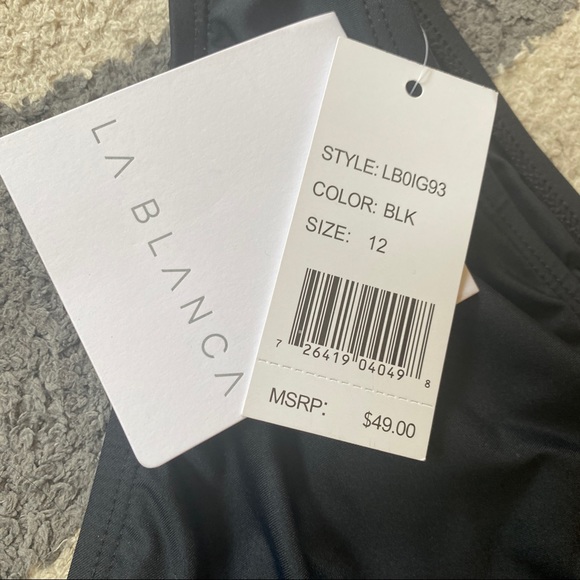 LA BLANCA
STYLE: LB0IG93
COLOR: BLK
SIZE: 12
7 26419 04049 8
MSRP: $49.00